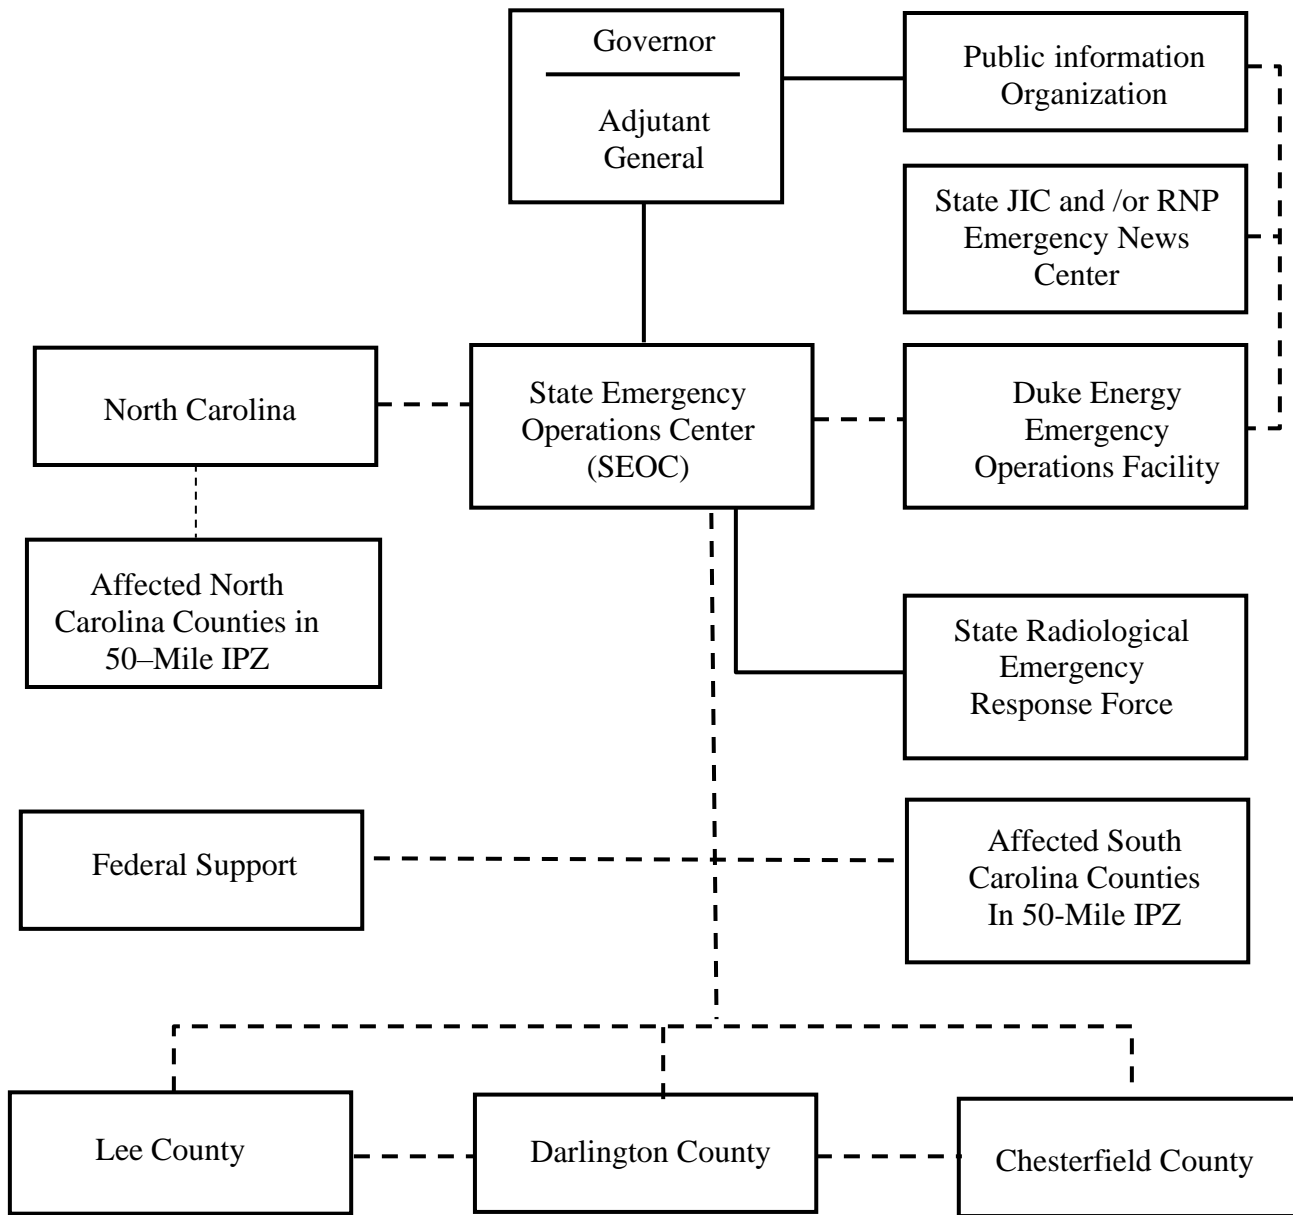 Governor
Adjutant
General
Public information
Organization
State JIC and /or RNP
Emergency News
Center
North Carolina
State Emergency
Operations Center
(SEOC)
Duke Energy
Emergency
Operations Facility
Affected North
Carolina Counties in
50–Mile IPZ
State Radiological
Emergency
Response Force
Federal Support
Affected South
Carolina Counties
In 50-Mile IPZ
Lee County
Darlington County
Chesterfield County